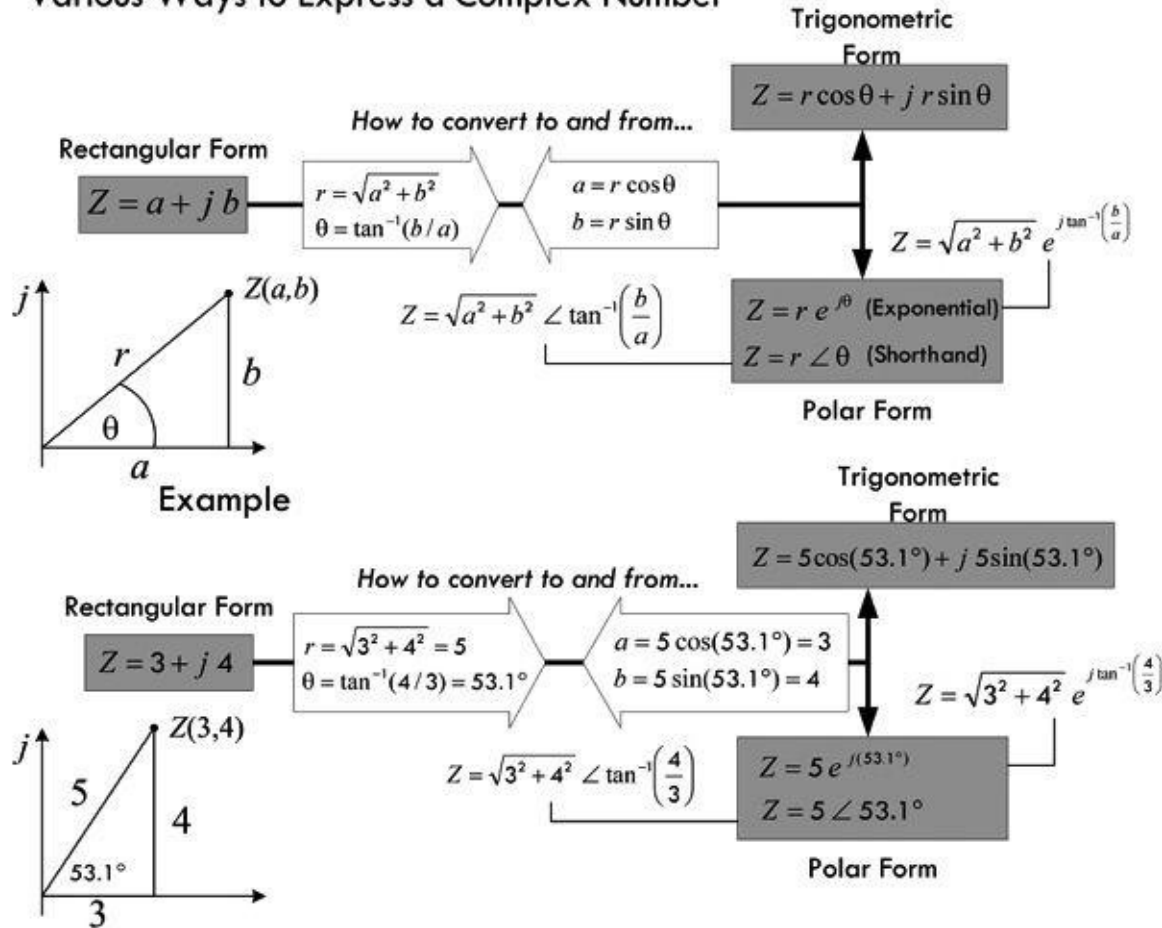 Various Ways to Express a Complex Number
Trigonometric
Form
Z = r cos θ + j r sin θ
How to convert to and from...
Rectangular Form
Z = a + j b
r = √(a² + b²)
θ = tan⁻¹(b / a)
a = r cos θ
b = r sin θ
Z = √(a² + b²) e^(j tan⁻¹(b/a))
Z = √(a² + b²) ∠ tan⁻¹(b/a)
Z = r e^(jθ) (Exponential)
Z = r ∠ θ (Shorthand)
Polar Form
j
Z(a,b)
r
b
θ
a
Example
Trigonometric
Form
Z = 5cos(53.1°) + j 5sin(53.1°)
How to convert to and from...
Rectangular Form
Z = 3 + j 4
r = √(3² + 4²) = 5
θ = tan⁻¹(4 / 3) = 53.1°
a = 5 cos(53.1°) = 3
b = 5 sin(53.1°) = 4
Z = √(3² + 4²) e^(j tan⁻¹(4/3))
Z = √(3² + 4²) ∠ tan⁻¹(4/3)
Z = 5 e^(j(53.1°))
Z = 5 ∠ 53.1°
Polar Form
j
Z(3,4)
5
4
53.1°
3